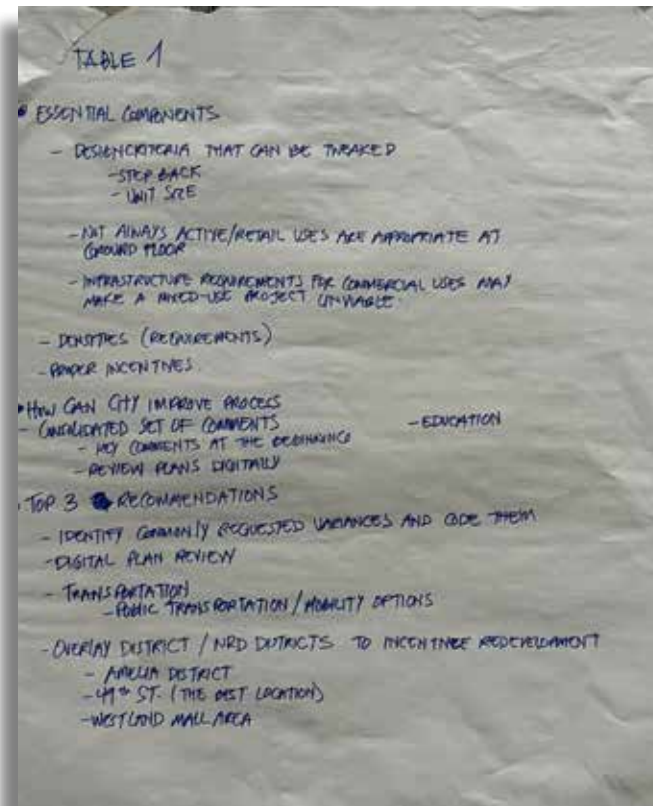 TABLE 1
• ESSENTIAL COMPONENTS
- DESIGN CRITERIA THAT CAN BE TWEAKED
- STEP BACK
- UNIT SIZE
- NOT ALWAYS ACTIVE/RETAIL USES ARE APPROPRIATE AT
GROUND FLOOR
- INFRASTRUCTURE REQUIREMENTS FOR COMMERCIAL USES MAY
MAKE A MIXED-USE PROJECT UNVIABLE.
- DENSITIES (REQUIREMENTS)
- PROPER INCENTIVES
• HOW CAN CITY IMPROVE PROCESS
- CONSOLIDATED SET OF COMMENTS - EDUCATION
- KEY COMMENTS AT THE BEGINNING
- REVIEW PLANS DIGITALLY
• TOP 3 RECOMMENDATIONS
- IDENTIFY COMMONLY REQUESTED VARIANCES AND CODE THEM
- DIGITAL PLAN REVIEW
- TRANSPORTATION
- PUBLIC TRANSPORTATION / MOBILITY OPTIONS
- OVERLAY DISTRICT / NRD DISTRICTS TO INCENTIVE REDEVELOPMENT
- AMELIA DISTRICT
- 49th ST. (THE BEST LOCATION)
- WESTLAND MALL AREA